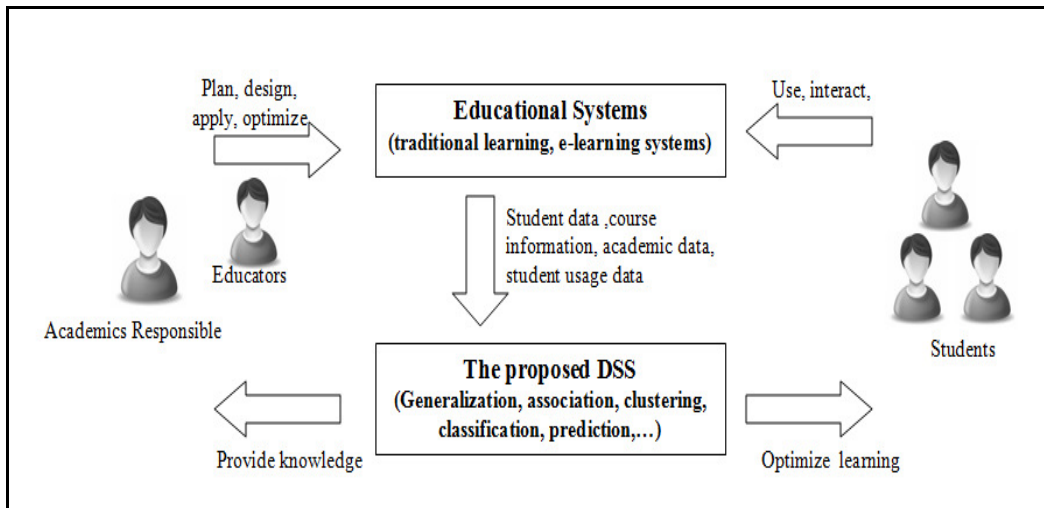 Plan, design,
apply, optimize
Educational Systems
(traditional learning, e-learning systems)
Use, interact,
Student data ,course
information, academic data,
student usage data
Educators
Academics Responsible
Students
The proposed DSS
(Generalization, association, clustering,
classification, prediction,…)
Provide knowledge
Optimize learning